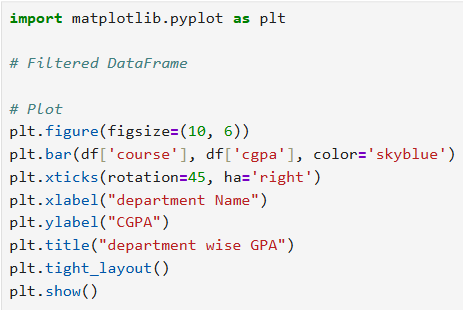 import matplotlib.pyplot as plt
# Filtered DataFrame
# Plot
plt.figure(figsize=(10, 6))
plt.bar(df['course'], df['cgpa'], color='skyblue')
plt.xticks(rotation=45, ha='right')
plt.xlabel("department Name")
plt.ylabel("CGPA")
plt.title("department wise GPA")
plt.tight_layout()
plt.show()